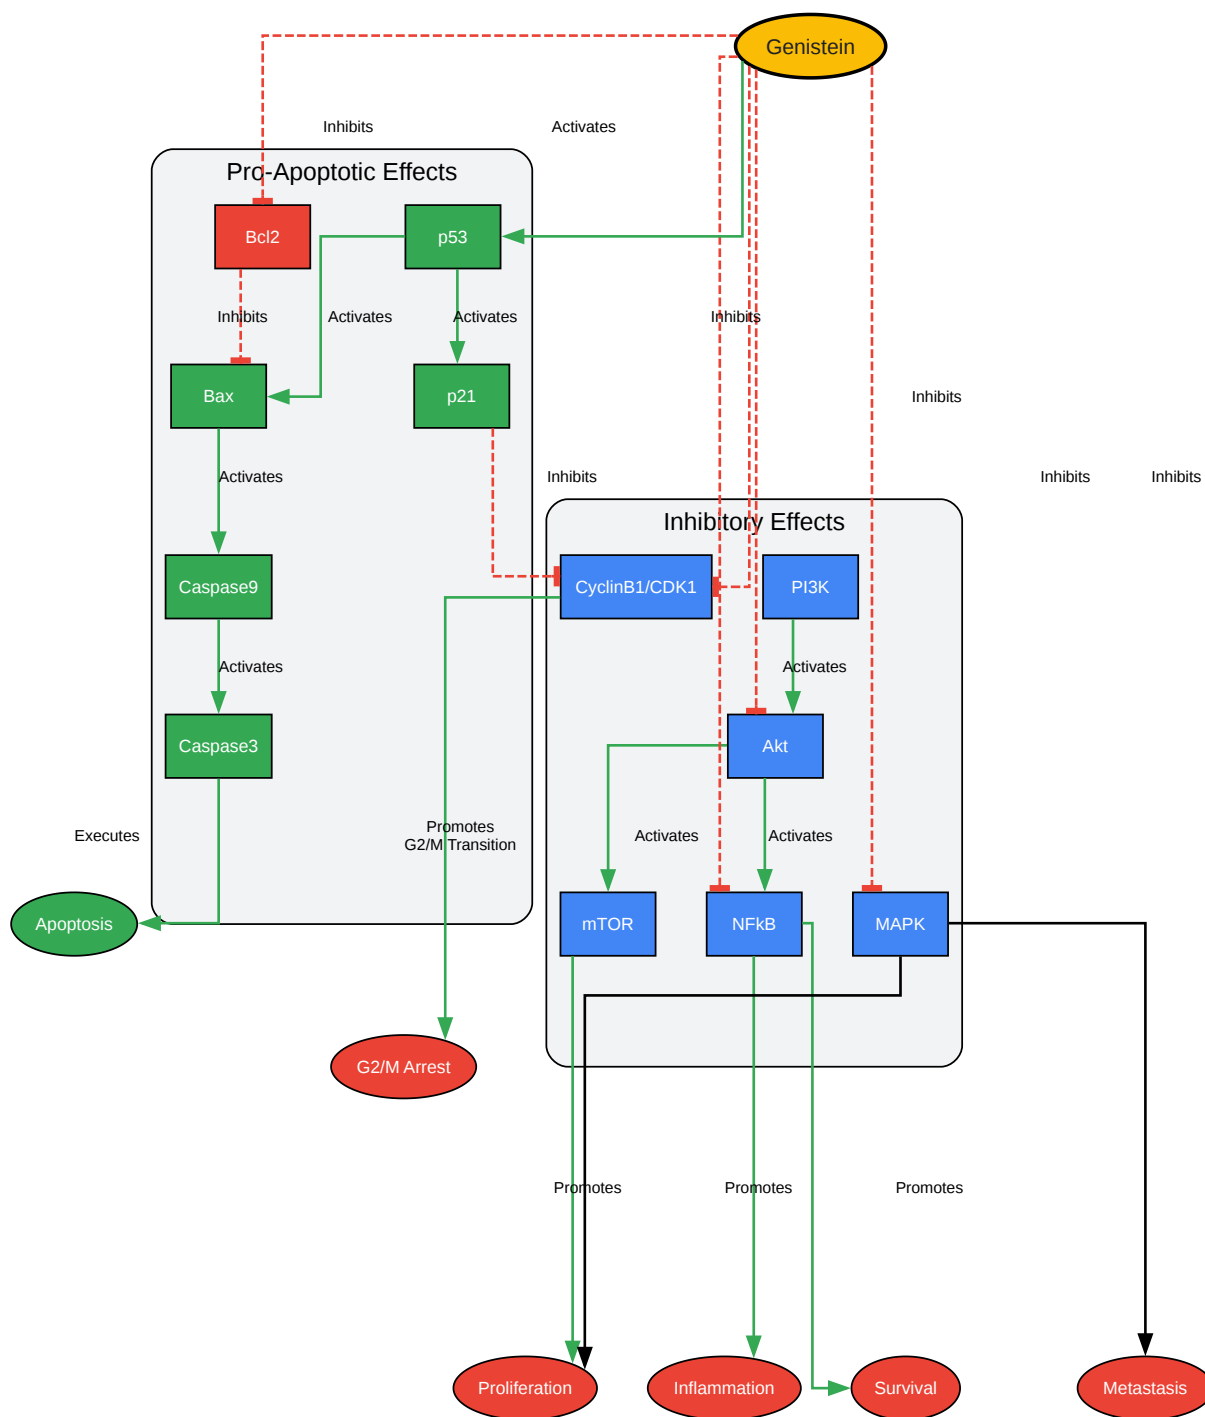 Genistein
Inhibits
Activates
Pro-Apoptotic Effects
Bcl2
p53
Inhibits
Activates
Activates
Inhibits
Bax
p21
Inhibits
Activates
Inhibits
Inhibits
Inhibits
Inhibitory Effects
Caspase9
CyclinB1/CDK1
PI3K
Activates
Activates
Caspase3
Akt
Executes
Promotes
G2/M Transition
Activates
Activates
Apoptosis
mTOR
NFkB
MAPK
G2/M Arrest
Promotes
Promotes
Promotes
Proliferation
Inflammation
Survival
Metastasis